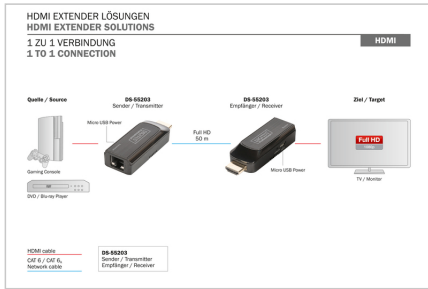 HDMI EXTENDER LÖSUNGEN
HDMI EXTENDER SOLUTIONS
1 ZU 1 VERBINDUNG
1 TO 1 CONNECTION
HDMI
Quelle / Source
DS-55203
Sender / Transmitter
DS-55203
Empfänger / Receiver
Ziel / Target
Micro USB Power
Full HD
50 m
Full HD
Micro USB Power
Gaming Console
TV / Monitor
DVD / Blu-ray Player
HDMI cable
CAT 6 / CAT 6A
Network cable
DS-55203
Sender / Transmitter
Empfänger / Receiver